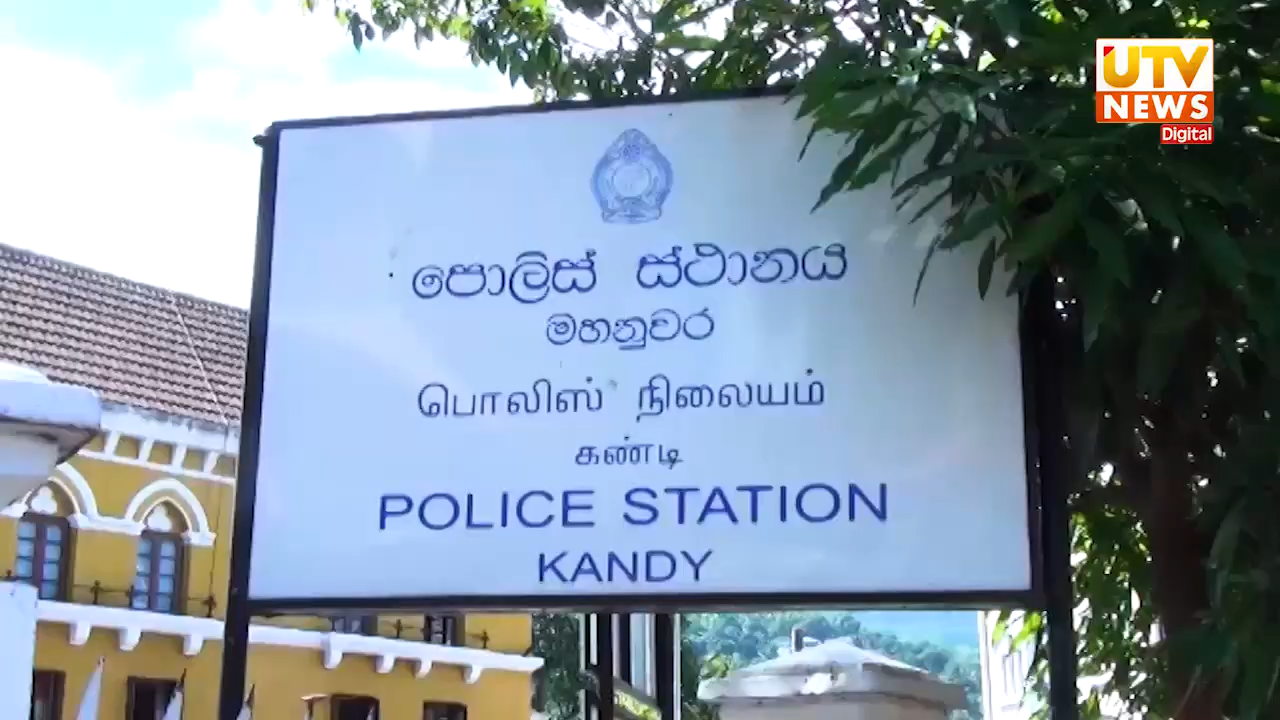 UTV
NEWS
Digital
පොලිස් ස්ථානය
මහනුවර
பொலிஸ் நிலையம்
கண்டி
POLICE STATION
KANDY